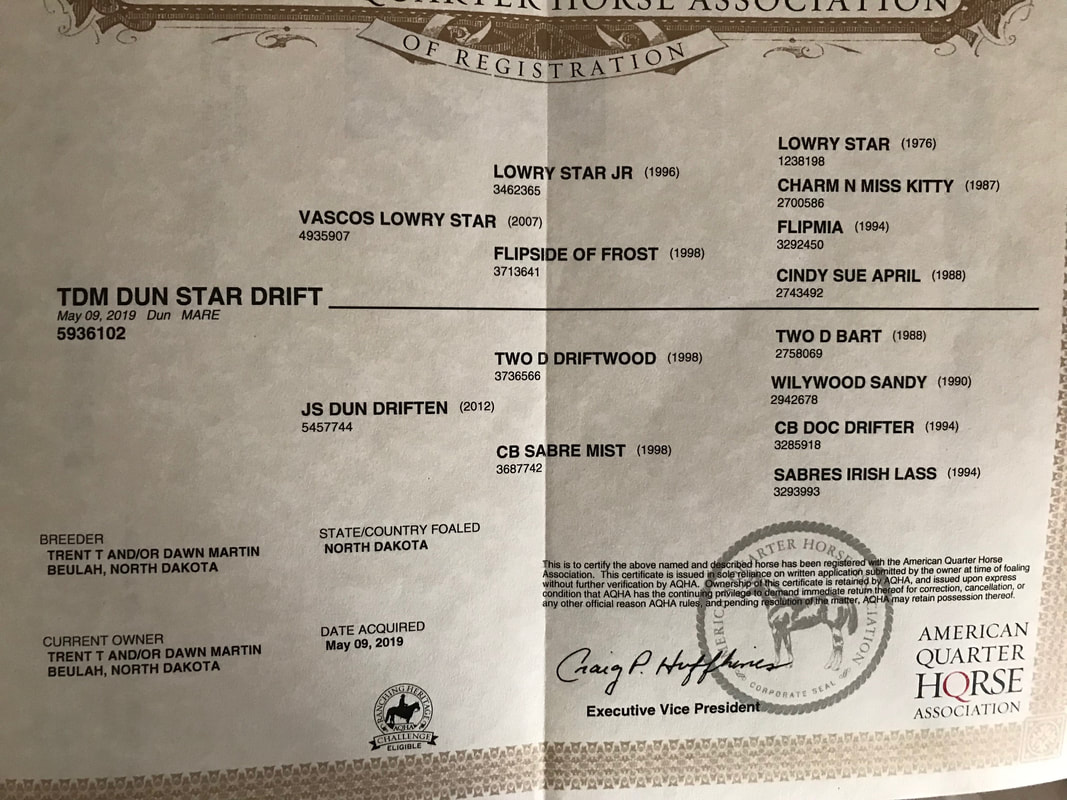 QUARTER HORSE ASSOCIATION
OF REGISTRATION
LOWRY STAR (1976)
1238198
LOWRY STAR JR (1996)
3462365
CHARM N MISS KITTY (1987)
2700586
VASCOS LOWRY STAR (2007)
4935907
FLIPMIA (1994)
3292450
FLIPSIDE OF FROST (1998)
3713641
CINDY SUE APRIL (1988)
2743492
TDM DUN STAR DRIFT
May 09, 2019 Dun MARE
5936102
TWO D BART (1988)
2758069
TWO D DRIFTWOOD (1998)
3736566
WILYWOOD SANDY (1990)
2942678
JS DUN DRIFTEN (2012)
5457744
CB DOC DRIFTER (1994)
3285918
CB SABRE MIST (1998)
3687742
SABRES IRISH LASS (1994)
3293993
BREEDER
TRENT T AND/OR DAWN MARTIN
BEULAH, NORTH DAKOTA
STATE/COUNTRY FOALED
NORTH DAKOTA
This is to certify the above named and described horse has been registered with the American Quarter Horse
Association. This certificate is issued in sole reliance on written application submitted by the owner at time of foaling
without further verification by AQHA. Ownership of this certificate is retained by AQHA, and issued upon express
condition that AQHA has the continuing privilege to demand immediate return thereof for correction, cancellation, or
any other official reason AQHA rules, and pending resolution of the matter, AQHA may retain possession thereof.
CURRENT OWNER
TRENT T AND/OR DAWN MARTIN
BEULAH, NORTH DAKOTA
DATE ACQUIRED
May 09, 2019
RANCHING HERITAGE
AQHA
CHALLENGE
ELIGIBLE
Craig P. Huffhines
Executive Vice President
QUARTER HORSE
CORPORATE SEAL
AMERICAN
QUARTER
HORSE
ASSOCIATION